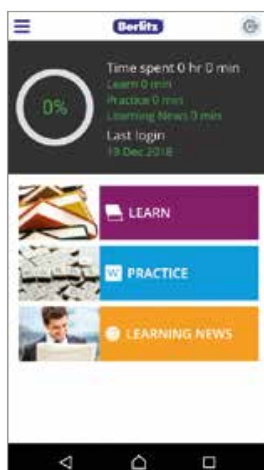 Berlitz
Time spent 0 hr 0 min
0%
Learn 0 min
Practice 0 min
Learning News 0 min
Last login
19 Dec 2018
LEARN
W PRACTICE
LEARNING NEWS